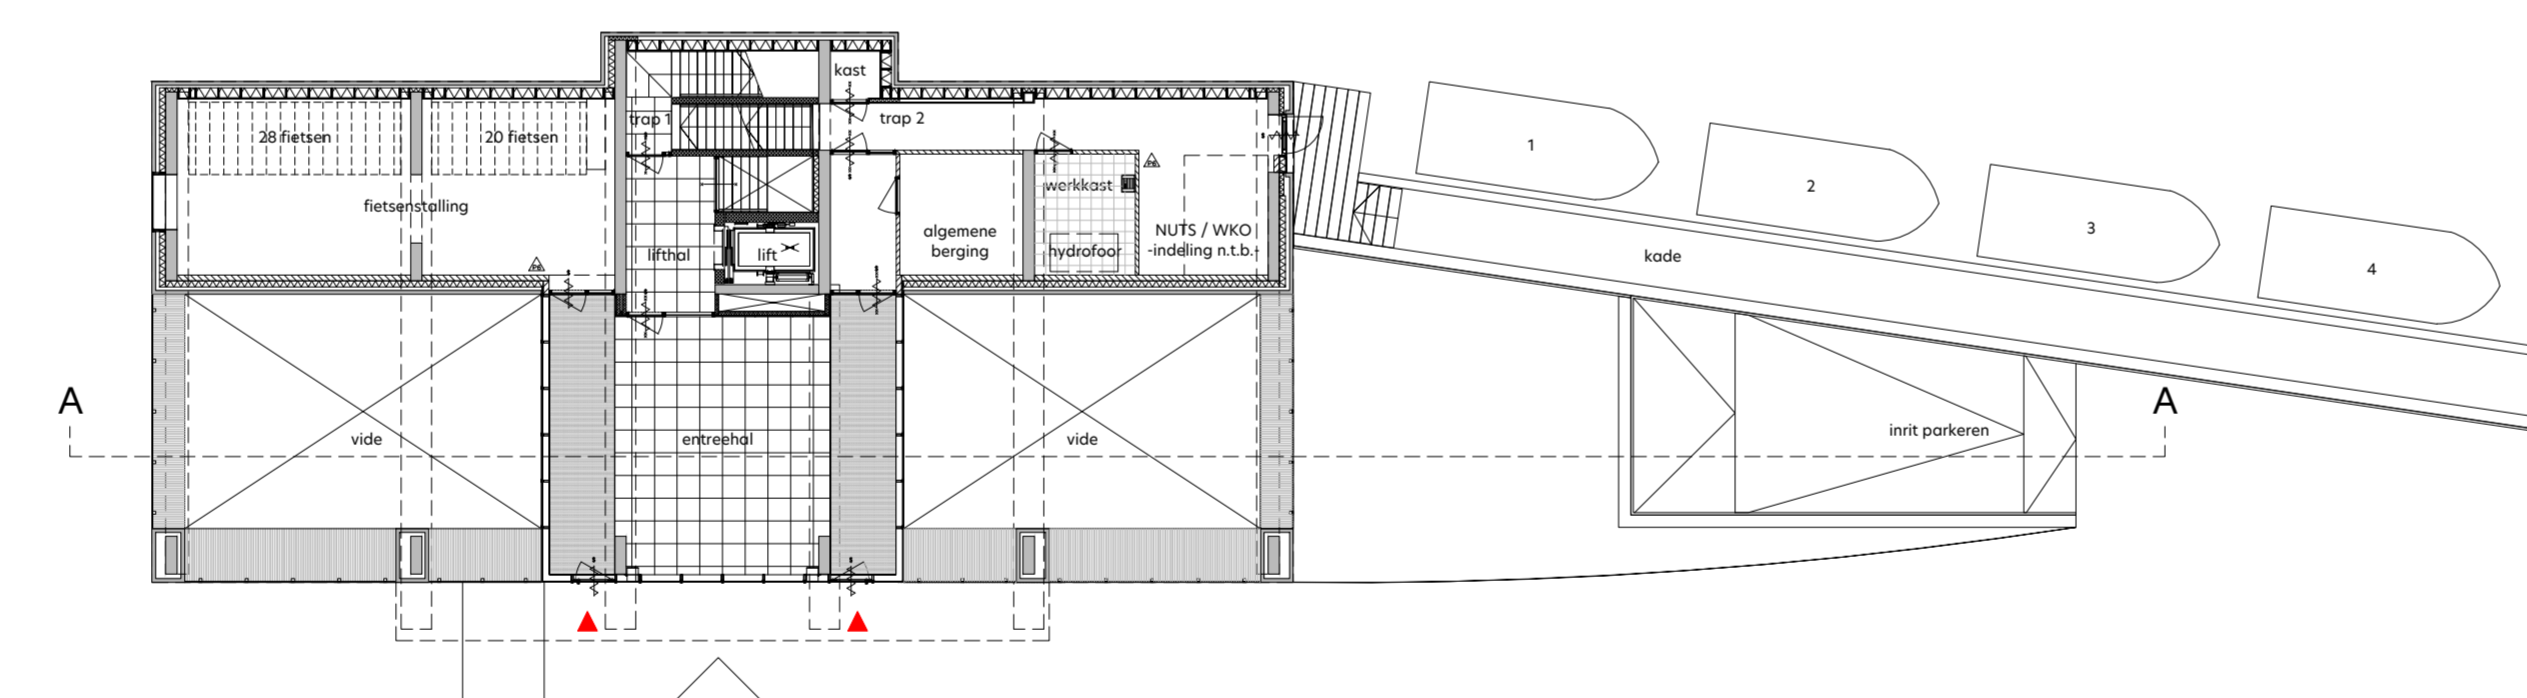 kast
trap 1
trap 2
28 fietsen
20 fietsen
fietsenstalling
werkkast
algemene
berging
hydrofoor
NUTS / WKO
-indeling n.t.b.-
lifthal
lift
1
2
3
4
kade
A
A
vide
entreehal
vide
inrit parkeren